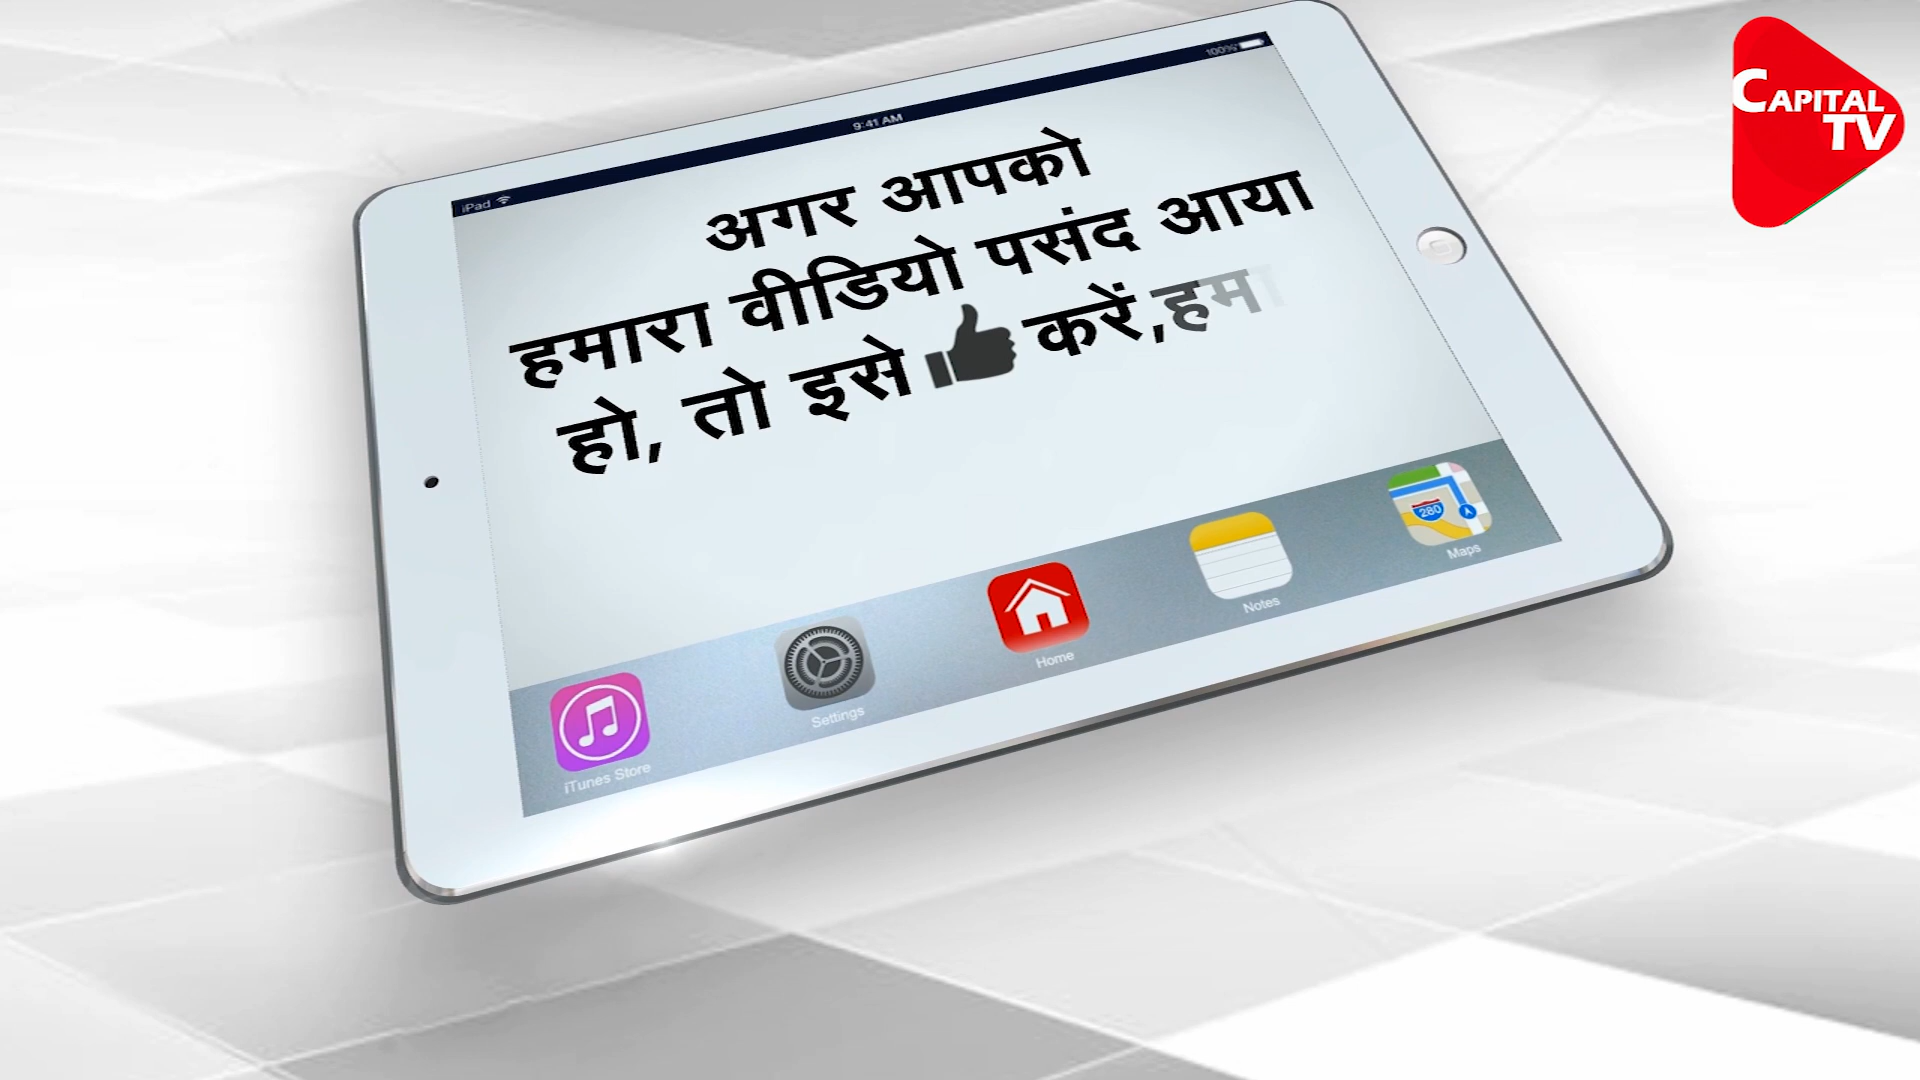 iPad
9:41 AM
100%
अगर आपको
हमारा वीडियो पसंद आया
हो, तो इसे करें,हमा
iTunes Store
Settings
Home
Notes
280
Maps
CAPITAL
TV